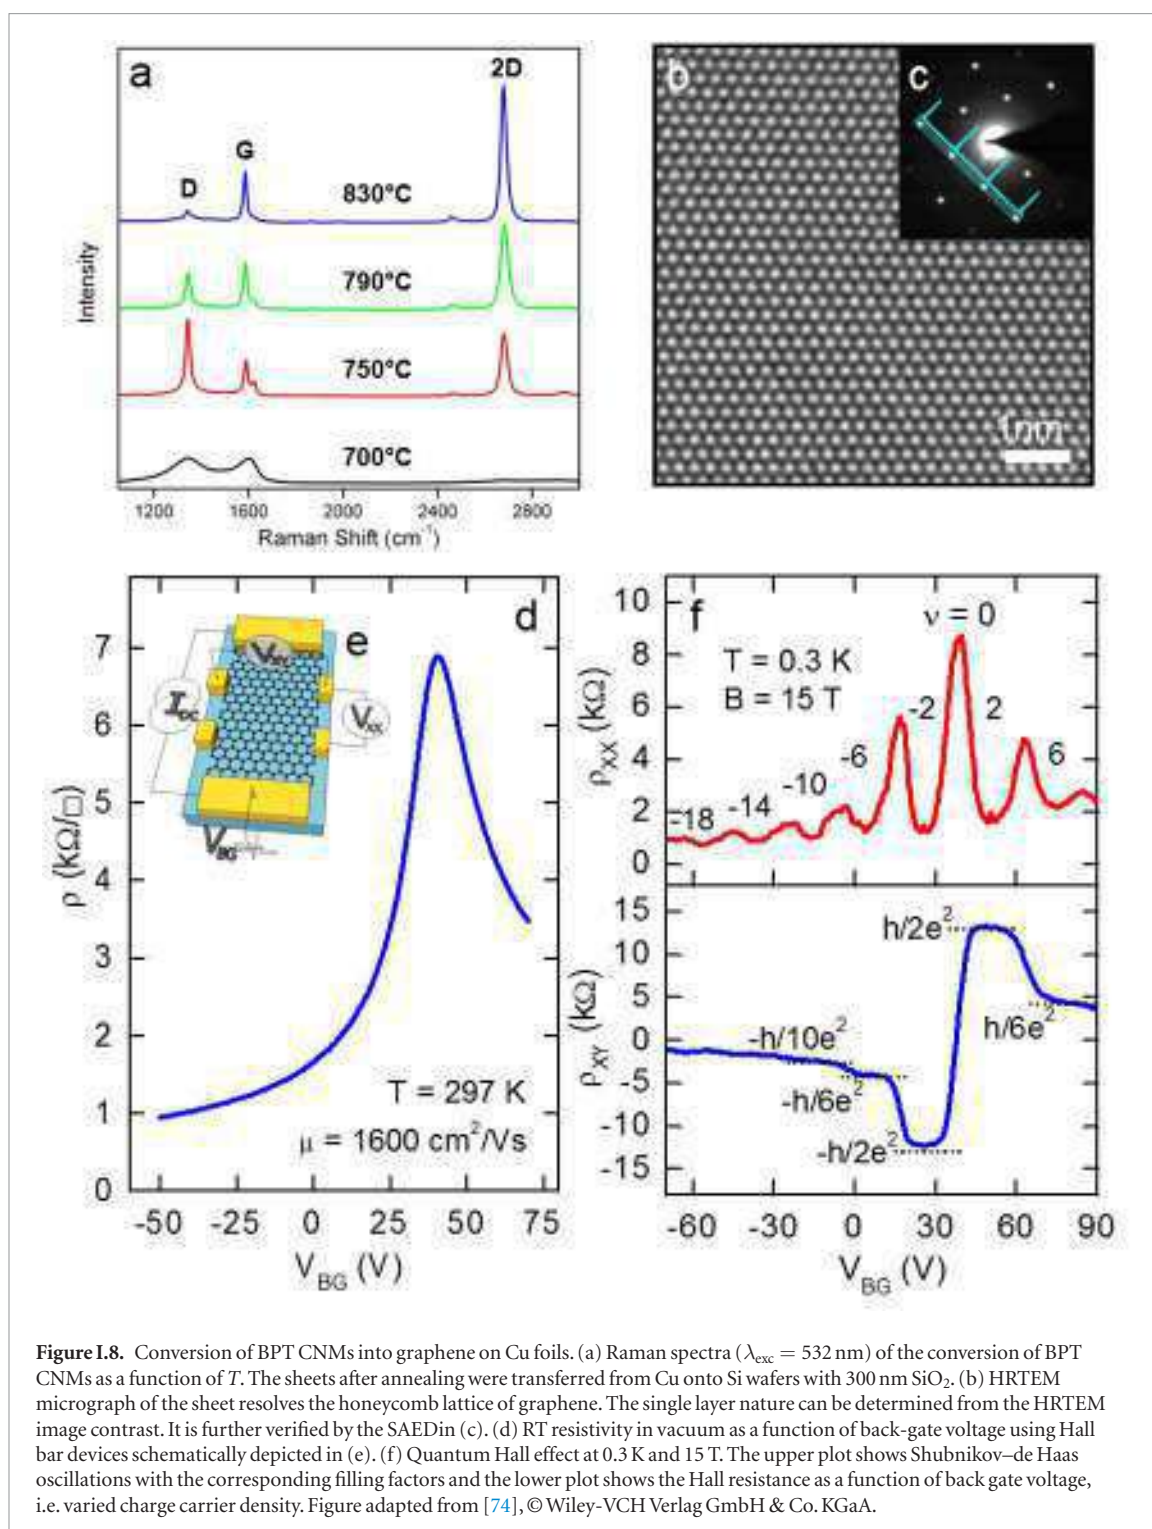 a
2D
G
D
830°C
790°C
750°C
700°C
Intensity
1200 1600 2000 2400 2800
Raman Shift (cm⁻¹)
b
c
1nm
d
e
7
6
5
4
3
2
1
0
ρ (kΩ/□)
V_XX
V_BG
T = 297 K
μ = 1600 cm²/Vs
-50 -25 0 25 50 75
V_BG (V)
f
ν = 0
T = 0.3 K
B = 15 T
-2 2
-6 6
-10
-14
-18
10
8
6
4
2
0
ρ_XX (kΩ)
15
10
5
0
-5
-10
-15
ρ_XY (kΩ)
h/2e²
h/6e²
-h/10e²
-h/6e²
-h/2e²
-60 -30 0 30 60 90
V_BG (V)
Figure I.8. Conversion of BPT CNMs into graphene on Cu foils. (a) Raman spectra (λexc = 532 nm) of the conversion of BPT
CNMs as a function of T. The sheets after annealing were transferred from Cu onto Si wafers with 300 nm SiO₂. (b) HRTEM
micrograph of the sheet resolves the honeycomb lattice of graphene. The single layer nature can be determined from the HRTEM
image contrast. It is further verified by the SAEDin (c). (d) RT resistivity in vacuum as a function of back-gate voltage using Hall
bar devices schematically depicted in (e). (f) Quantum Hall effect at 0.3 K and 15 T. The upper plot shows Shubnikov–de Haas
oscillations with the corresponding filling factors and the lower plot shows the Hall resistance as a function of back gate voltage,
i.e. varied charge carrier density. Figure adapted from [74], © Wiley-VCH Verlag GmbH & Co. KGaA.